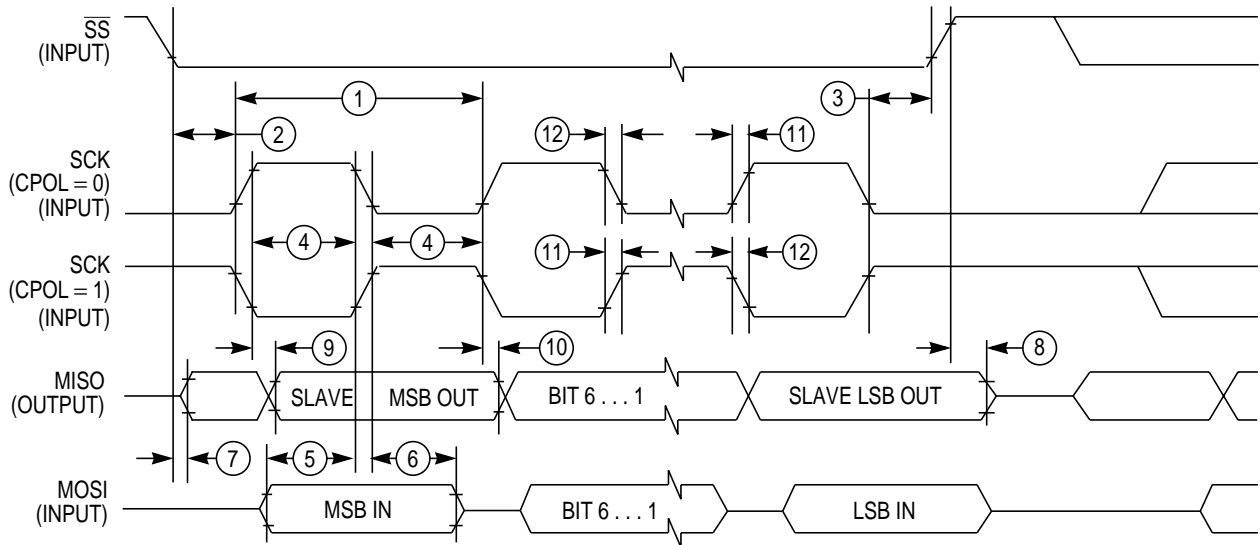 SS
(INPUT)
1
3
2
12
11
SCK
(CPOL = 0)
(INPUT)
4
4
11
12
SCK
(CPOL = 1)
(INPUT)
9
10
8
MISO
(OUTPUT)
SLAVE
MSB OUT
BIT 6 . . . 1
SLAVE LSB OUT
7
5
6
MOSI
(INPUT)
MSB IN
BIT 6 . . . 1
LSB IN